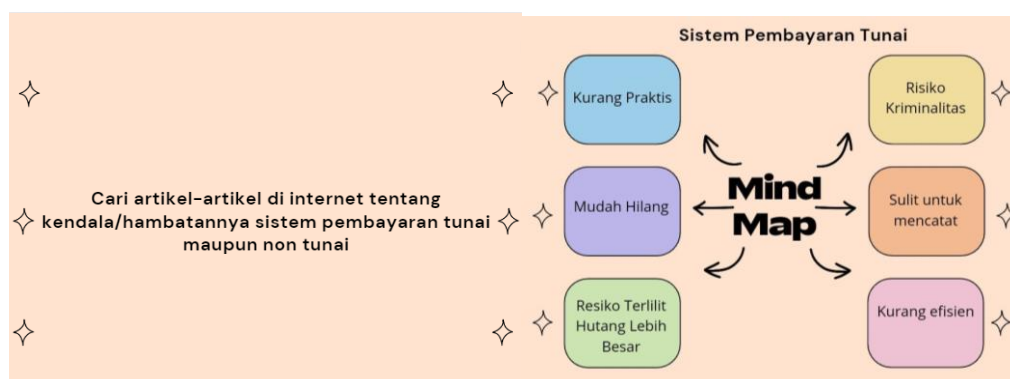 Cari artikel-artikel di internet tentang
kendala/hambatannya sistem pembayaran tunai
maupun non tunai
Sistem Pembayaran Tunai
Kurang Praktis
Risiko
Kriminalitas
Mudah Hilang
Mind
Map
Sulit untuk
mencatat
Resiko Terlilit
Hutang Lebih
Besar
Kurang efisien